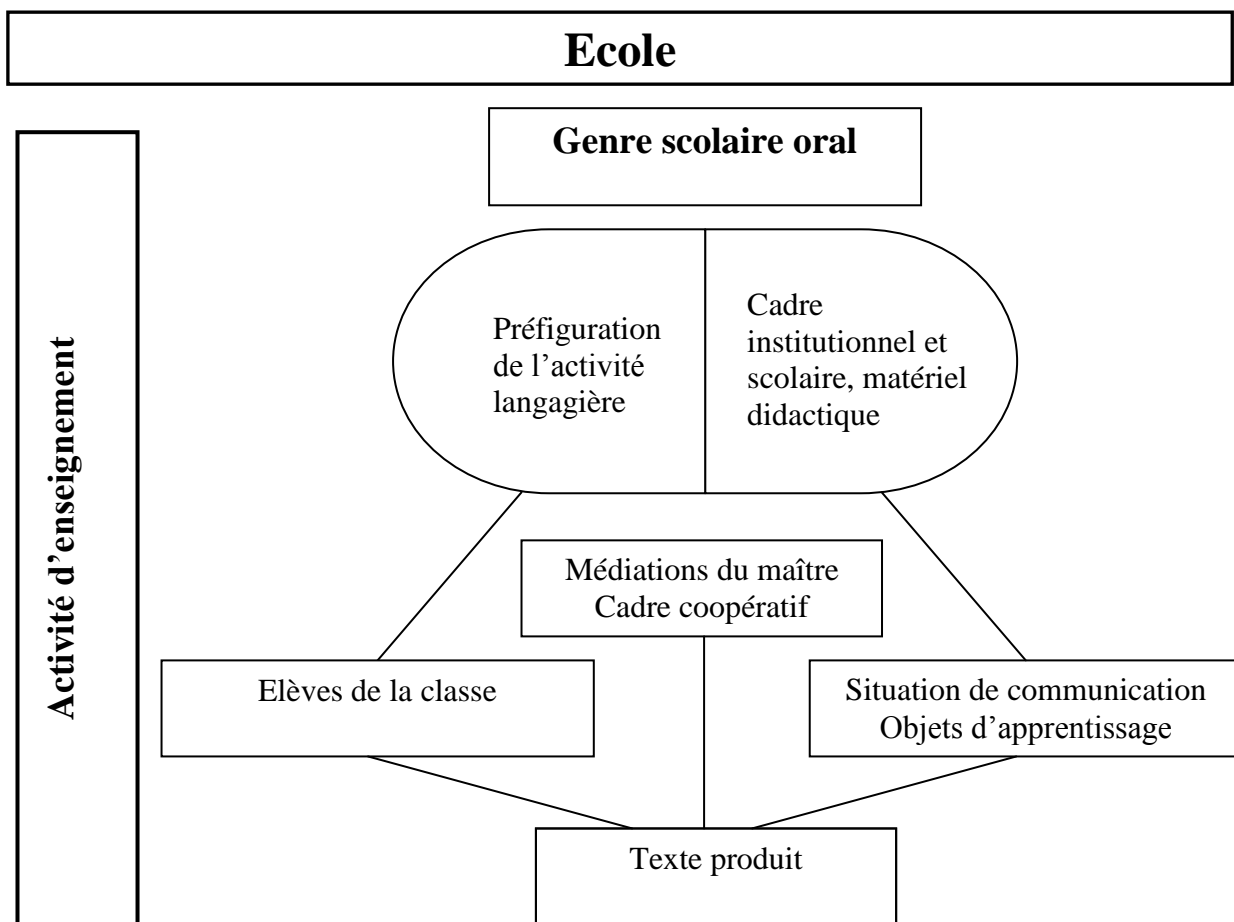 Ecole
Genre scolaire oral
Activité d’enseignement
Préfiguration
de l’activité
langagière
Cadre
institutionnel et
scolaire, matériel
didactique
Médiations du maître
Cadre coopératif
Elèves de la classe
Situation de communication
Objets d’apprentissage
Texte produit